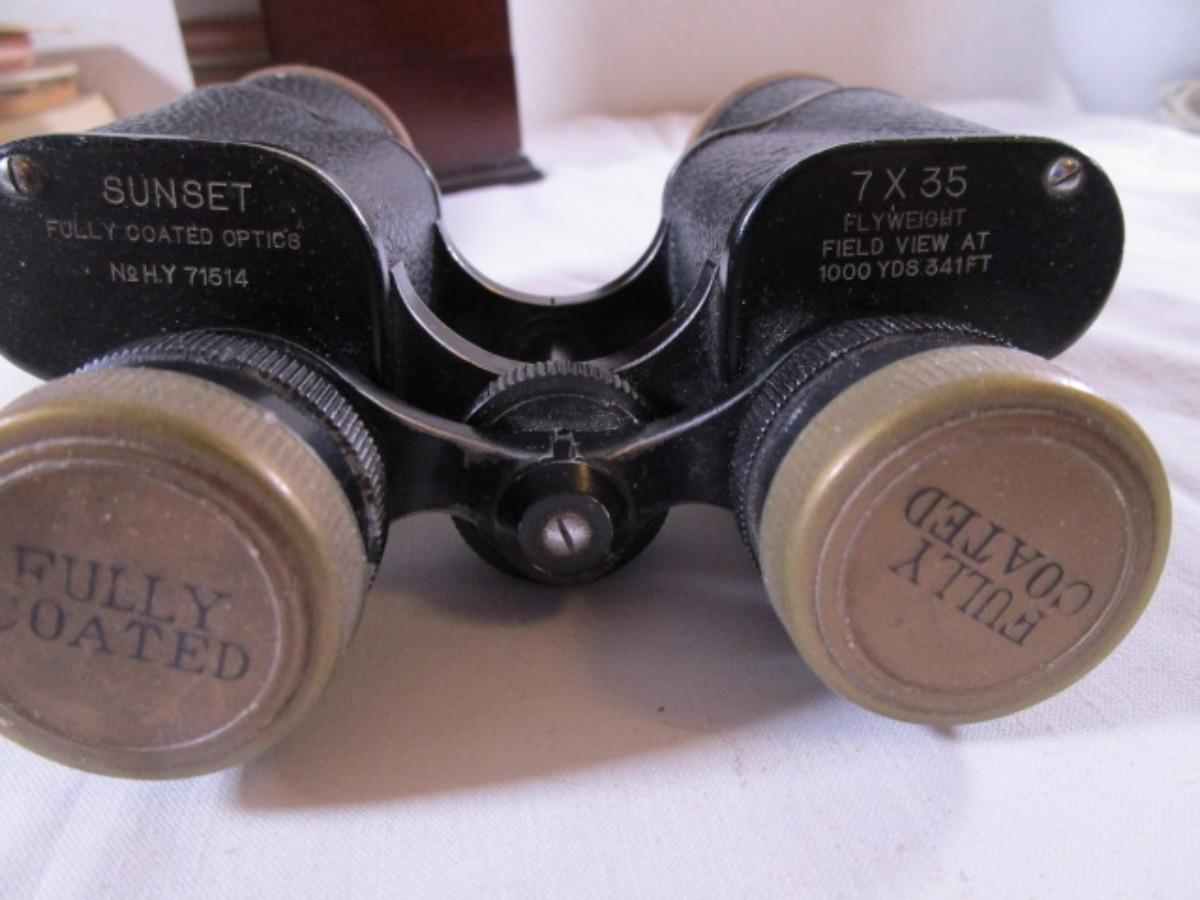 SUNSET
FULLY COATED OPTICS
No H.Y 71514
7 X 35
FLYWEIGHT
FIELD VIEW AT
1000 YDS. 341FT
FULLY
COATED
FULLY
COATED